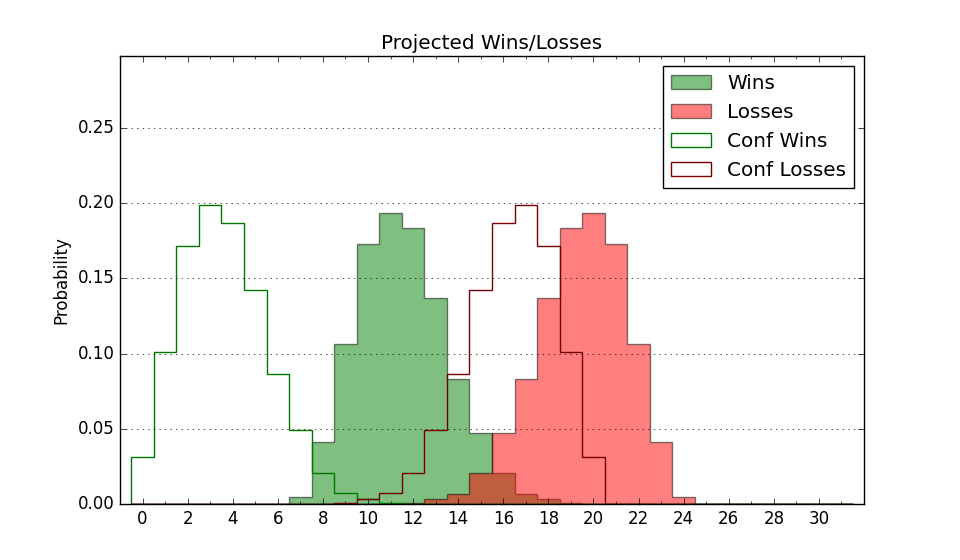 Projected Wins/Losses
Wins
Losses
Conf Wins
Conf Losses
Probability
0.25
0.20
0.15
0.10
0.05
0.00
0 2 4 6 8 10 12 14 16 18 20 22 24 26 28 30